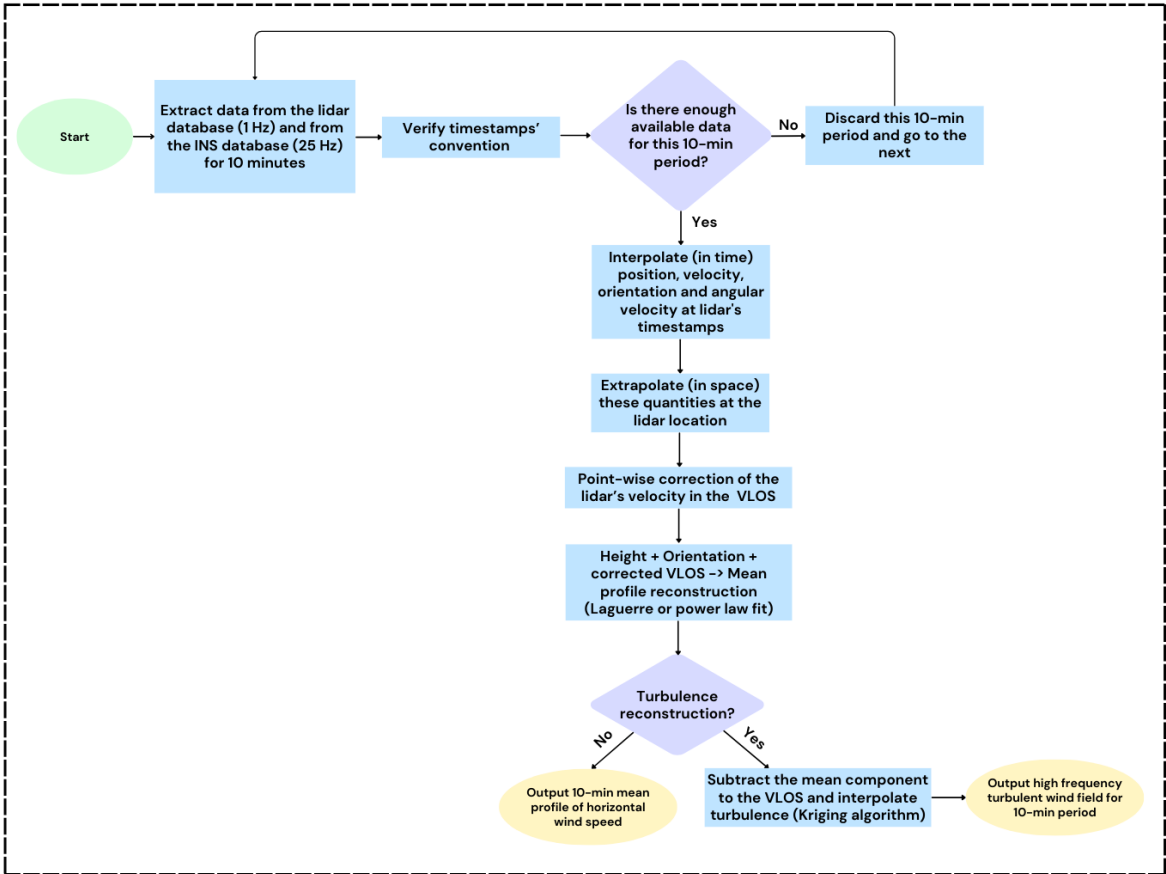 Start
Extract data from the lidar
database (1 Hz) and from
the INS database (25 Hz)
for 10 minutes
Verify timestamps’
convention
Is there enough
available data
for this 10-min
period?
No
Discard this 10-min
period and go to the
next
Yes
Interpolate (in time)
position, velocity,
orientation and angular
velocity at lidar's
timestamps
Extrapolate (in space)
these quantities at the
lidar location
Point-wise correction of the
lidar’s velocity in the VLOS
Height + Orientation +
corrected VLOS -> Mean
profile reconstruction
(Laguerre or power law fit)
Turbulence
reconstruction?
No
Yes
Output 10-min mean
profile of horizontal
wind speed
Subtract the mean component
to the VLOS and interpolate
turbulence (Kriging algorithm)
Output high frequency
turbulent wind field for
10-min period